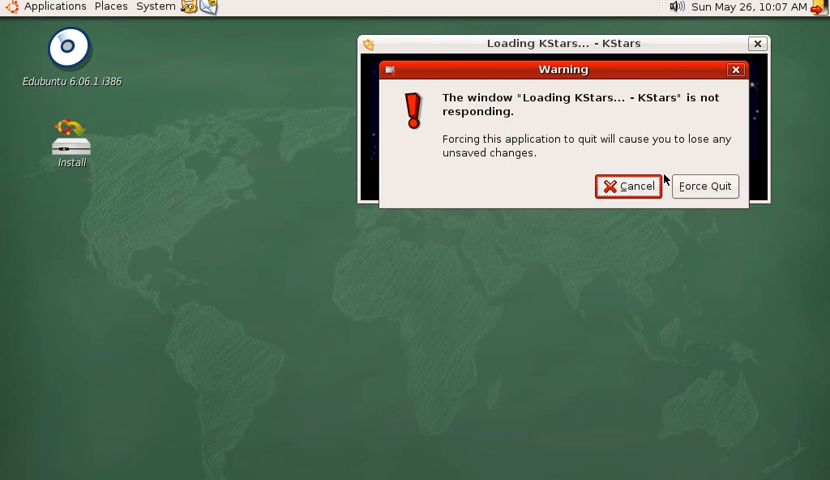 Applications Places System
Sun May 26, 10:07 AM
Edubuntu 6.06.1 i386
Install
Loading KStars... - KStars
Warning
The window "Loading KStars... - KStars" is not
responding.
Forcing this application to quit will cause you to lose any
unsaved changes.
Cancel
Force Quit